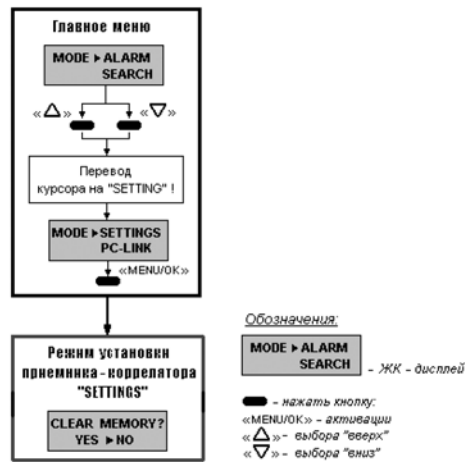 Главное меню
MODE ▸ ALARM
SEARCH
«△» «▽»
Перевод
курсора на "SETTING" !
MODE ▸ SETTINGS
PC-LINK
«MENU/OK»
Режим установки
приемника-коррелятора
"SETTINGS"
CLEAR MEMORY?
YES ▸ NO
Обозначения:
MODE ▸ ALARM
SEARCH
- ЖК - дисплей
- нажать кнопку:
«MENU/OK» - активации
«△» - выбора "вверх"
«▽» - выбора "вниз"